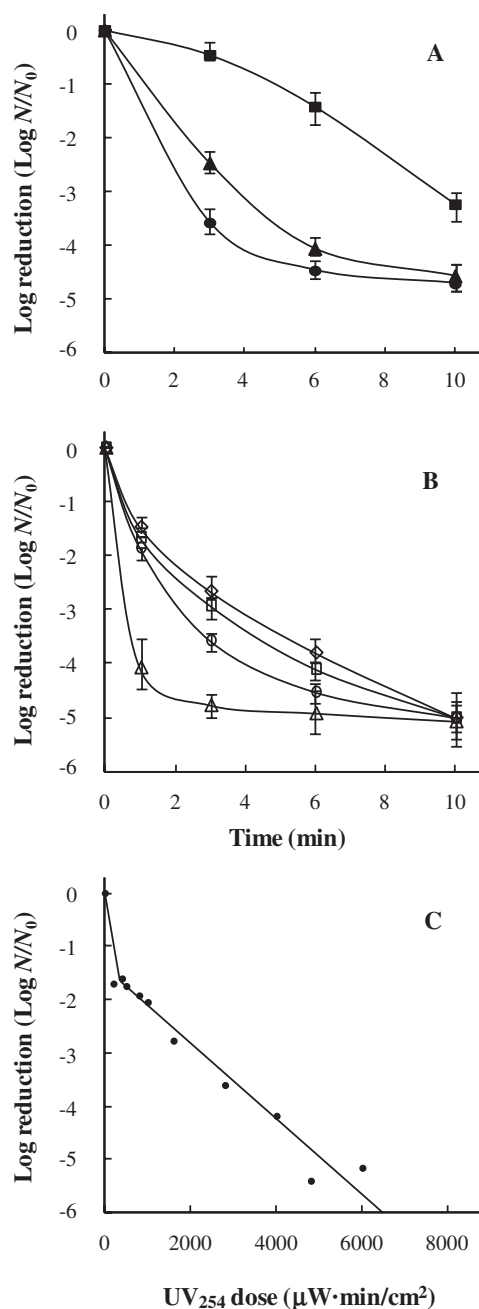 A
Log reduction (Log N/N₀)
0
-1
-2
-3
-4
-5
-6
0 2 4 6 8 10
B
Log reduction (Log N/N₀)
0
-1
-2
-3
-4
-5
-6
0 2 4 6 8 10
Time (min)
C
Log reduction (Log N/N₀)
0
-1
-2
-3
-4
-5
-6
0 2000 4000 6000 8000
UV₂₅₄ dose (μW·min/cm²)